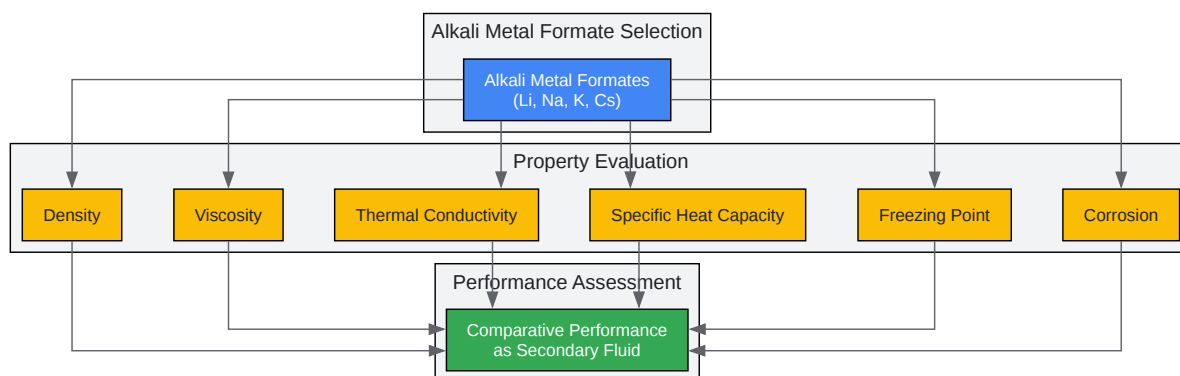 Alkali Metal Formate Selection
Alkali Metal Formates
(Li, Na, K, Cs)
Property Evaluation
Density
Viscosity
Thermal Conductivity
Specific Heat Capacity
Freezing Point
Corrosion
Performance Assessment
Comparative Performance
as Secondary Fluid